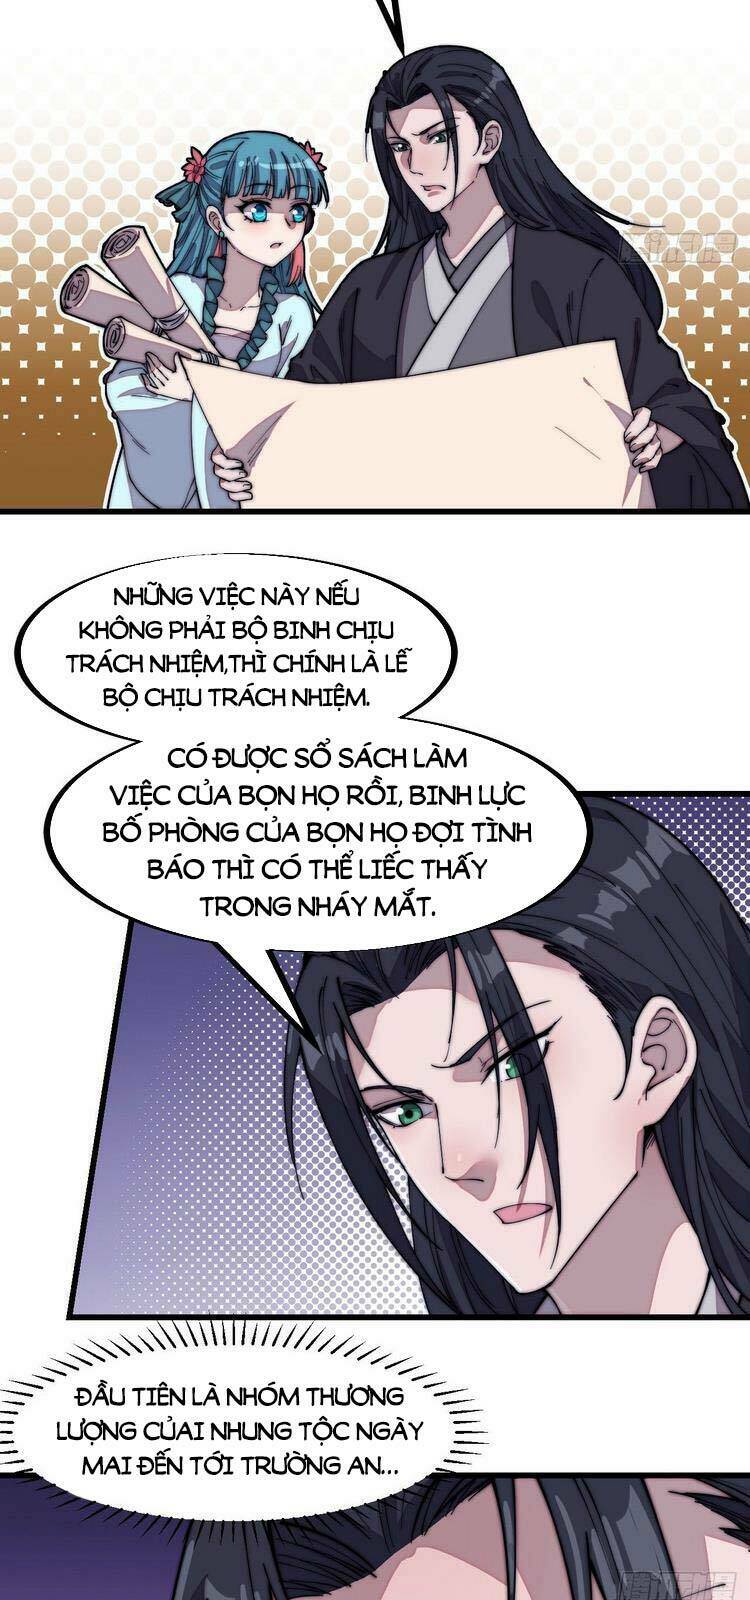 NHỮNG VIỆC NÀY NẾU
KHÔNG PHẢI BỘ BINH CHỊU
TRÁCH NHIỆM,THÌ CHÍNH LÀ LỄ
BỘ CHỊU TRÁCH NHIỆM.
CÓ ĐƯỢC SỔ SÁCH LÀM
VIỆC CỦA BỌN HỌ RỒI, BINH LỰC
BỐ PHÒNG CỦA BỌN HỌ ĐỢI TÌNH
BÁO THÌ CÓ THỂ LIẾC THẤY
TRONG NHÁY MẮT.
ĐẦU TIÊN LÀ NHÓM THƯƠNG
LƯỢNG CỦAI NHUNG TỘC NGÀY
MAI ĐẾN TỚI TRƯỜNG AN...